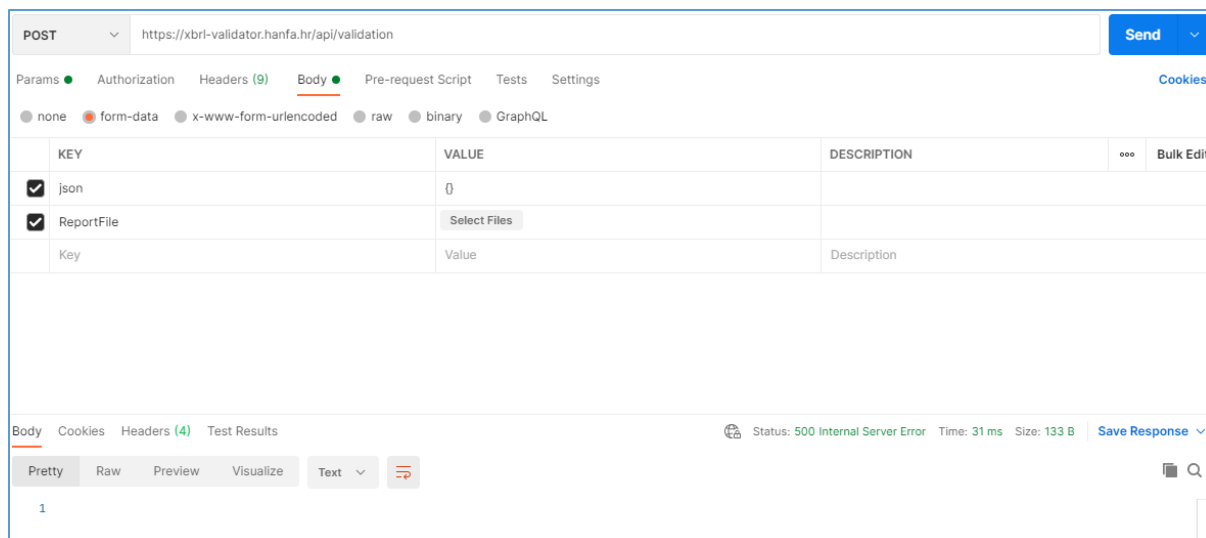 POST https://xbrl-validator.hanfa.hr/api/validation Send
Params Authorization Headers (9) Body Pre-request Script Tests Settings Cookies
none form-data x-www-form-urlencoded raw binary GraphQL
KEY VALUE DESCRIPTION ooo Bulk Edit
json {}
ReportFile Select Files
Key Value Description
Body Cookies Headers (4) Test Results Status: 500 Internal Server Error Time: 31 ms Size: 133 B Save Response
Pretty Raw Preview Visualize Text
1